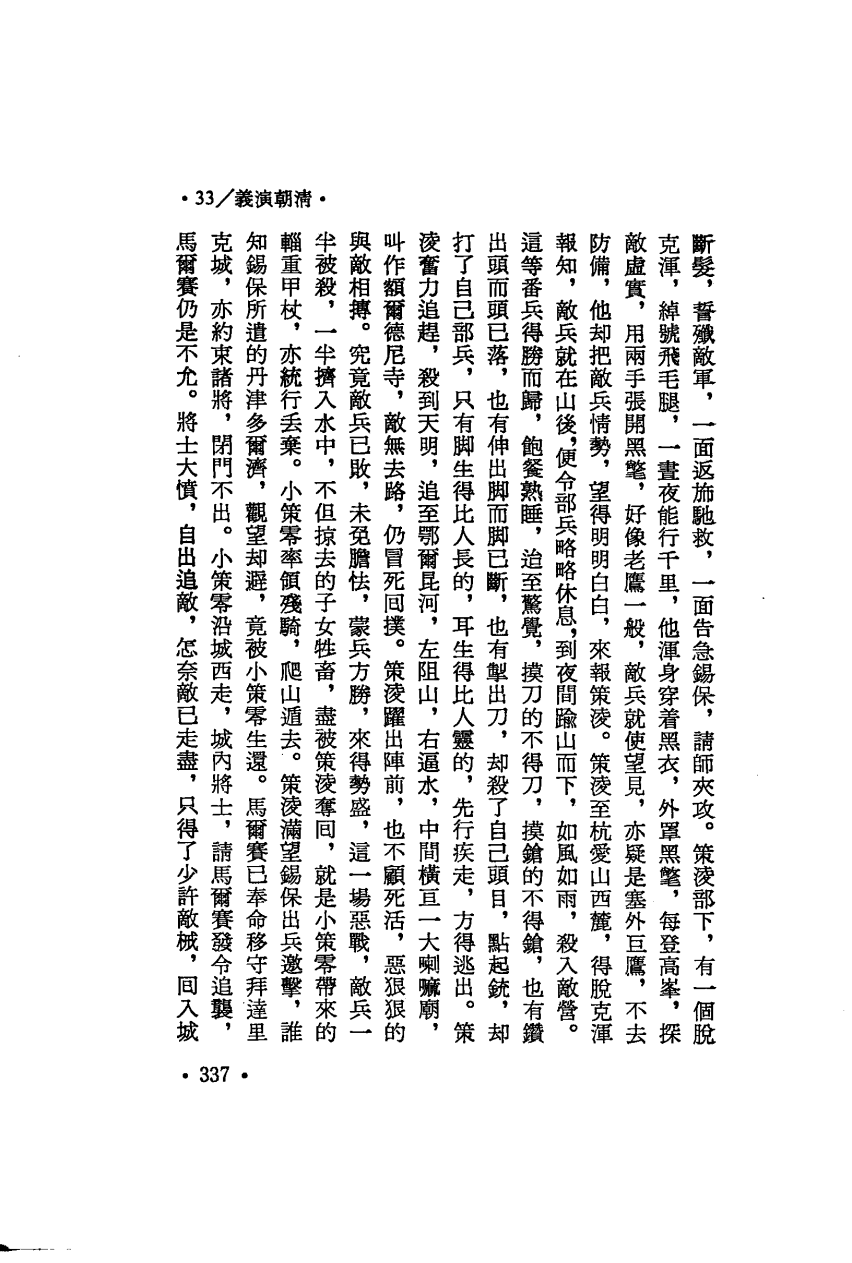 •33/義演朝清•
斷髮，誓殲敵軍，一面返旆馳救，一面告急錫保，請師夾攻。策淩部下，有一個脫
克渾，綽號飛毛腿，一晝夜能行千里，他渾身穿着黑衣，外罩黑氅，每登高峯，探
敵虛實，用兩手張開黑氅，好像老鷹一般，敵兵就使望見，亦疑是塞外巨鷹，不去
防備，他却把敵兵情勢，望得明明白白，來報策淩。策淩至杭愛山西麓，得脫克渾
報知，敵兵就在山後，便令部兵略略休息，到夜間踰山而下，如風如雨，殺入敵營。
這等番兵得勝而歸，飽餐熟睡，迨至驚覺，摸刀的不得刀，摸鎗的不得鎗，也有鑽
出頭而頭已落，也有伸出脚而脚已斷，也有掣出刀，却殺了自己頭目，點起銃，却
打了自己部兵，只有脚生得比人長的，耳生得比人靈的，先行疾走，方得逃出。策
淩奮力追趕，殺到天明，追至鄂爾昆河，左阻山，右逼水，中間橫亘一大喇嘛廟，
叫作額爾德尼寺，敵無去路，仍冒死回撲。策淩躍出陣前，也不顧死活，惡狠狠的
與敵相搏。究竟敵兵已敗，未免膽怯，蒙兵方勝，來得勢盛，這一場惡戰，敵兵一
半被殺，一半擠入水中，不但掠去的子女牲畜，盡被策淩奪回，就是小策零帶來的
輜重甲杖，亦統行丟棄。小策零率領殘騎，爬山遁去。策淩滿望錫保出兵邀擊，誰
知錫保所遣的丹津多爾濟，觀望却避，竟被小策零生還。馬爾賽已奉命移守拜達里
克城，亦約束諸將，閉門不出。小策零沿城西走，城內將士，請馬爾賽發令追襲，
馬爾賽仍是不允。將士大憤，自出追敵，怎奈敵已走盡，只得了少許敵械，回入城
•337•